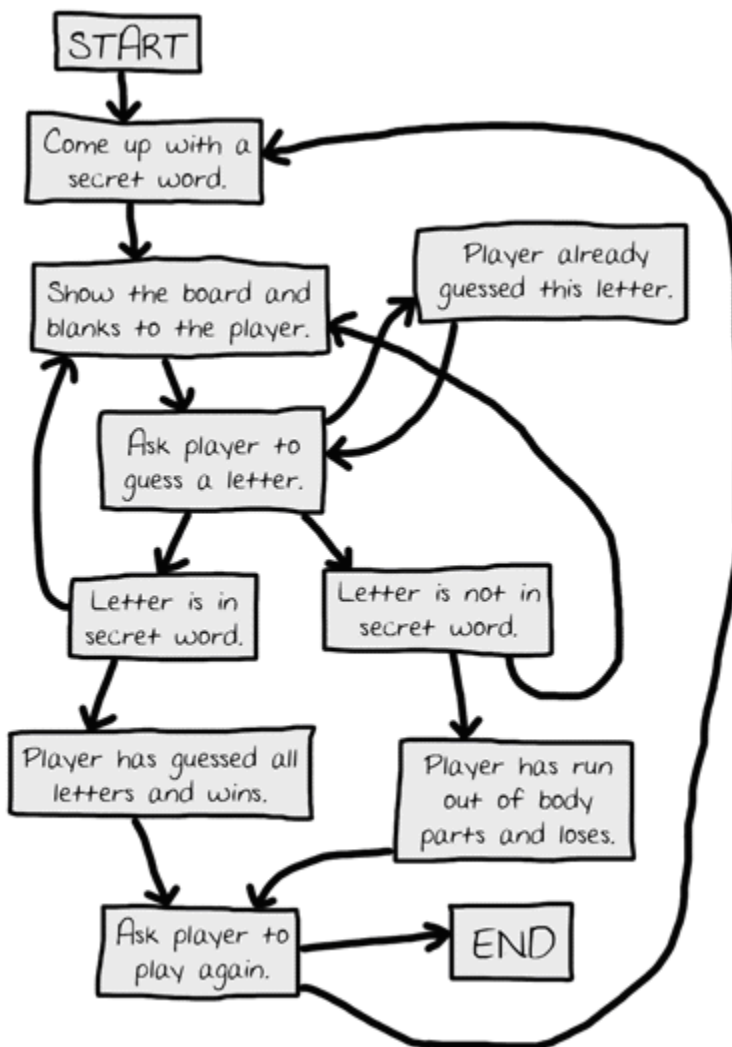 START
Come up with a
secret word.
Show the board and
blanks to the player.
Player already
guessed this letter.
Ask player to
guess a letter.
Letter is in
secret word.
Letter is not in
secret word.
Player has guessed all
letters and wins.
Player has run
out of body
parts and loses.
Ask player to
play again.
END